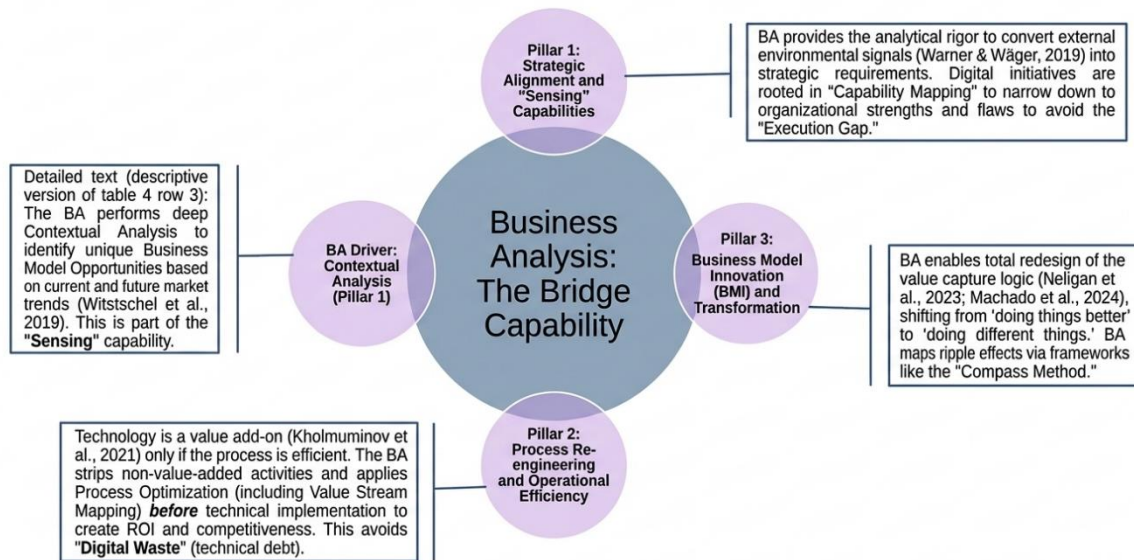 Pillar 1:
Strategic
Alignment and
"Sensing"
Capabilities
BA provides the analytical rigor to convert external
environmental signals (Warner & Wäger, 2019) into
strategic requirements. Digital initiatives are
rooted in "Capability Mapping" to narrow down to
organizational strengths and flaws to avoid the
"Execution Gap."
Detailed text (descriptive
version of table 4 row 3):
The BA performs deep
Contextual Analysis to
identify unique Business
Model Opportunities based
on current and future market
trends (Witstschel et al.,
2019). This is part of the
"Sensing" capability.
BA Driver:
Contextual
Analysis
(Pillar 1)
Business
Analysis:
The Bridge
Capability
Pillar 3:
Business Model
Innovation
(BMI) and
Transformation
BA enables total redesign of the
value capture logic (Neligan et
al., 2023; Machado et al., 2024),
shifting from 'doing things better'
to 'doing different things.' BA
maps ripple effects via frameworks
like the "Compass Method."
Pillar 2:
Process Re-
engineering
and Operational
Efficiency
Technology is a value add-on (Kholmuminov et
al., 2021) only if the process is efficient. The BA
strips non-value-added activities and applies
Process Optimization (including Value Stream
Mapping) before technical implementation to
create ROI and competitiveness. This avoids
"Digital Waste" (technical debt).